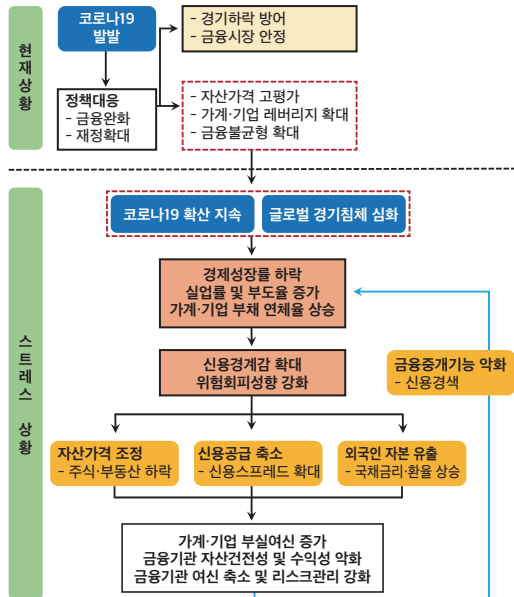 현재상황
코로나19
발발
- 경기하락 방어
- 금융시장 안정
정책대응
- 금융완화
- 재정확대
- 자산가격 고평가
- 가계·기업 레버리지 확대
- 금융불균형 확대
스트레스 상황
코로나19 확산 지속
글로벌 경기침체 심화
경제성장률 하락
실업률 및 부도율 증가
가계·기업 부채 연체율 상승
신용경계감 확대
위험회피성향 강화
금융중개기능 악화
- 신용경색
자산가격 조정
- 주식·부동산 하락
신용공급 축소
- 신용스프레드 확대
외국인 자본 유출
- 국채금리·환율 상승
가계·기업 부실여신 증가
금융기관 자산건전성 및 수익성 악화
금융기관 여신 축소 및 리스크관리 강화